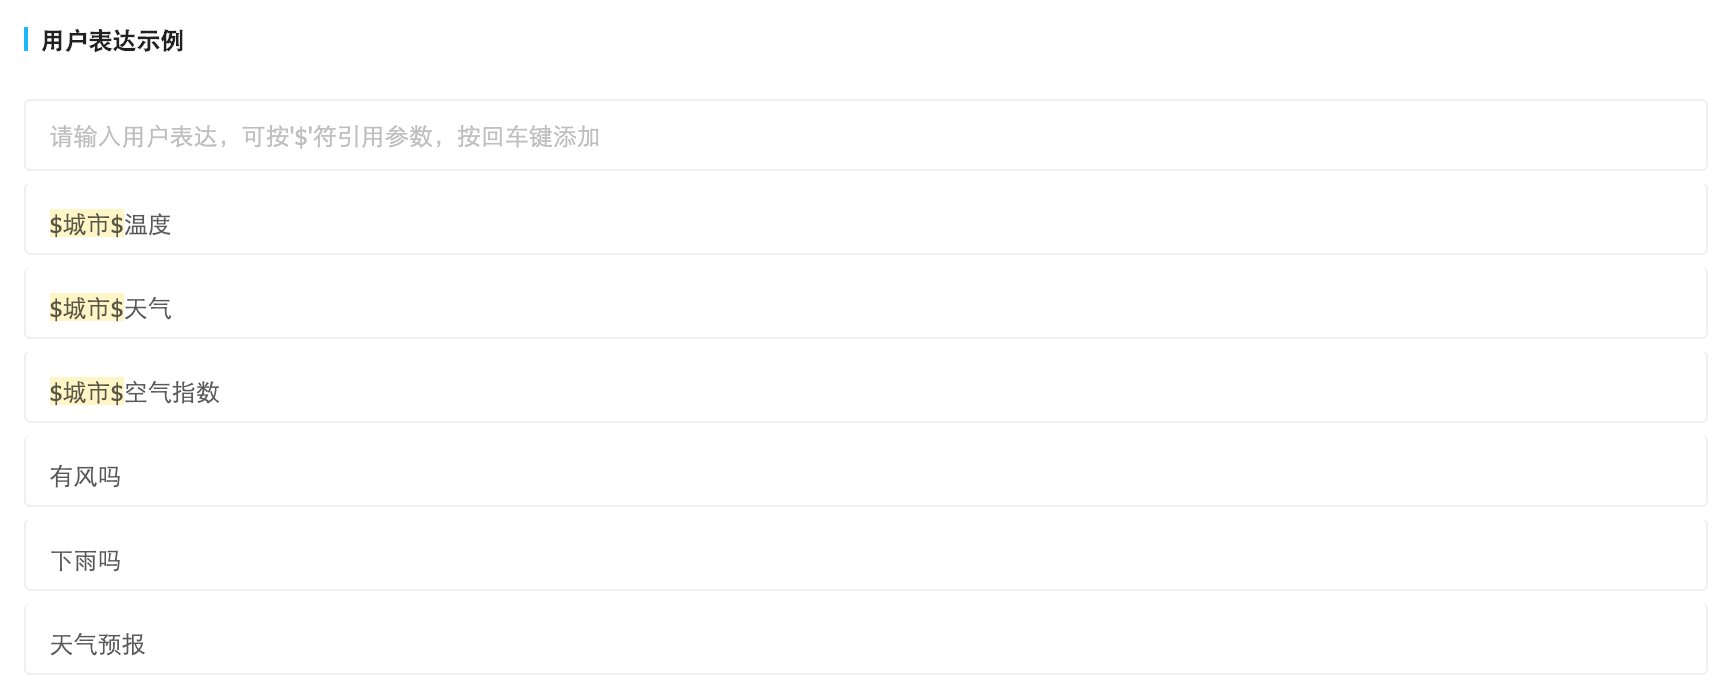 用户表达示例
请输入用户表达，可按'$'符引用参数，按回车键添加
$城市$温度
$城市$天气
$城市$空气指数
有风吗
下雨吗
天气预报